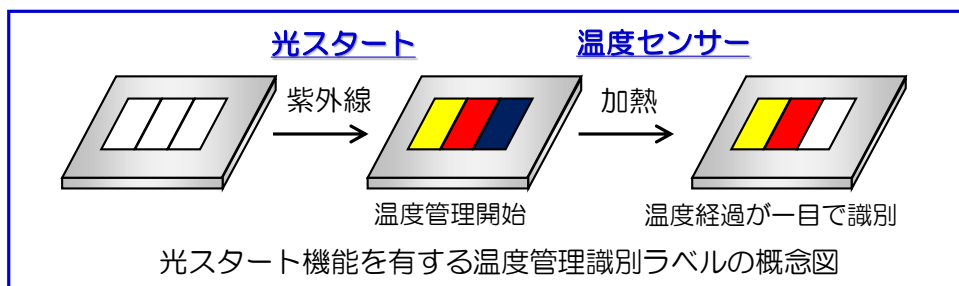 光スタート
温度センサー
紫外線
加熱
温度管理開始
温度経過が一目で識別
光スタート機能を有する温度管理識別ラベルの概念図